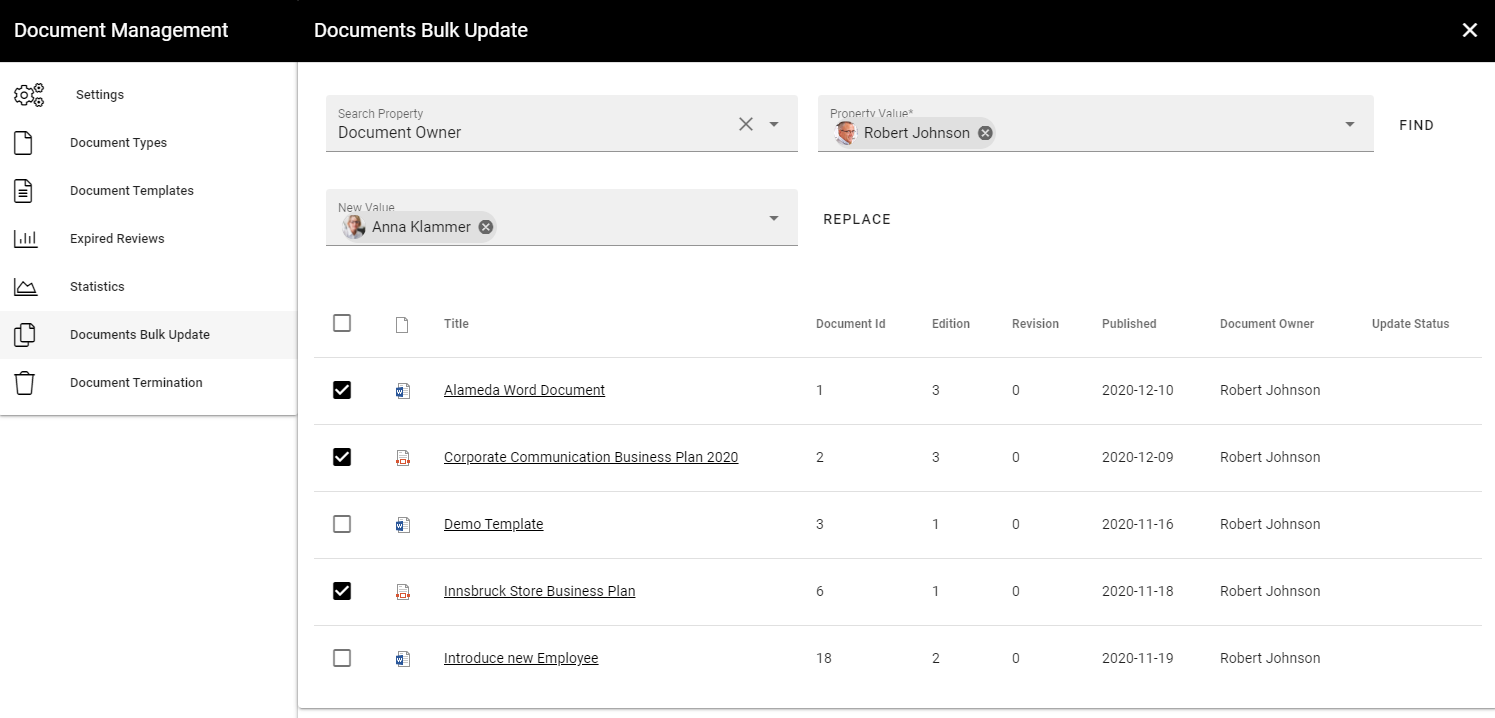 Document Management
Documents Bulk Update
Settings
Document Types
Document Templates
Expired Reviews
Statistics
Documents Bulk Update
Document Termination
Search Property
Document Owner
Property Value*
Robert Johnson
FIND
New Value
Anna Klammer
REPLACE
Title Document Id Edition Revision Published Document Owner Update Status
Alameda Word Document 1 3 0 2020-12-10 Robert Johnson
Corporate Communication Business Plan 2020 2 3 0 2020-12-09 Robert Johnson
Demo Template 3 1 0 2020-11-16 Robert Johnson
Innsbruck Store Business Plan 6 1 0 2020-11-18 Robert Johnson
Introduce new Employee 18 2 0 2020-11-19 Robert Johnson